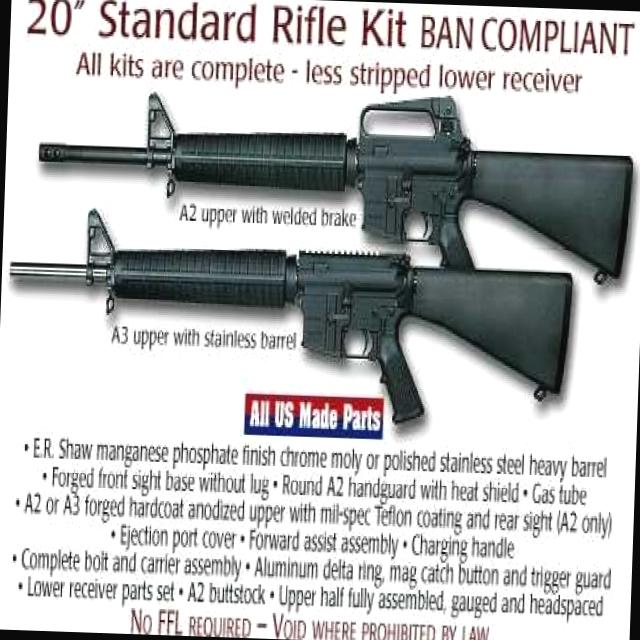 20" Standard Rifle Kit BAN COMPLIANT
All kits are complete - less stripped lower receiver
A2 upper with welded brake
A3 upper with stainless barrel
All US Made Parts
• E.R. Shaw manganese phosphate finish chrome moly or polished stainless steel heavy barrel
• Forged front sight base without lug • Round A2 handguard with heat shield • Gas tube
• A2 or A3 forged hardcoat anodized upper with mil-spec Teflon coating and rear sight (A2 only)
• Ejection port cover • Forward assist assembly • Charging handle
• Complete bolt and carrier assembly • Aluminum delta ring, mag catch button and trigger guard
• Lower receiver parts set • A2 buttstock • Upper half fully assembled, gauged and headspaced
NO FFL REQUIRED – VOID WHERE PROHIBITED BY LAW